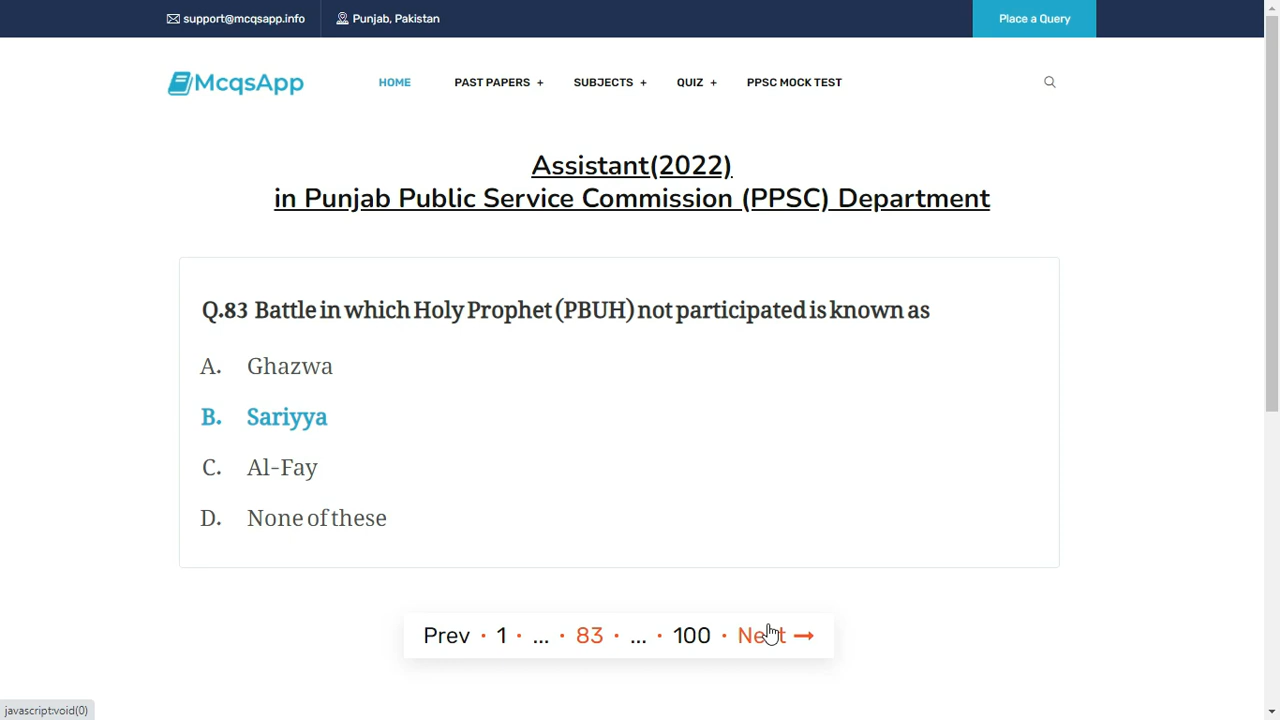 support@mcqsapp.info
Punjab, Pakistan
Place a Query
McqsApp
HOME
PAST PAPERS +
SUBJECTS +
QUIZ +
PPSC MOCK TEST
Assistant(2022)
in Punjab Public Service Commission (PPSC) Department
Q.83 Battle in which Holy Prophet (PBUH) not participated is known as
A. Ghazwa
B. Sariyya
C. Al-Fay
D. None of these
Prev · 1 · ... · 83 · ... · 100 · Next →
javascript:void(0)